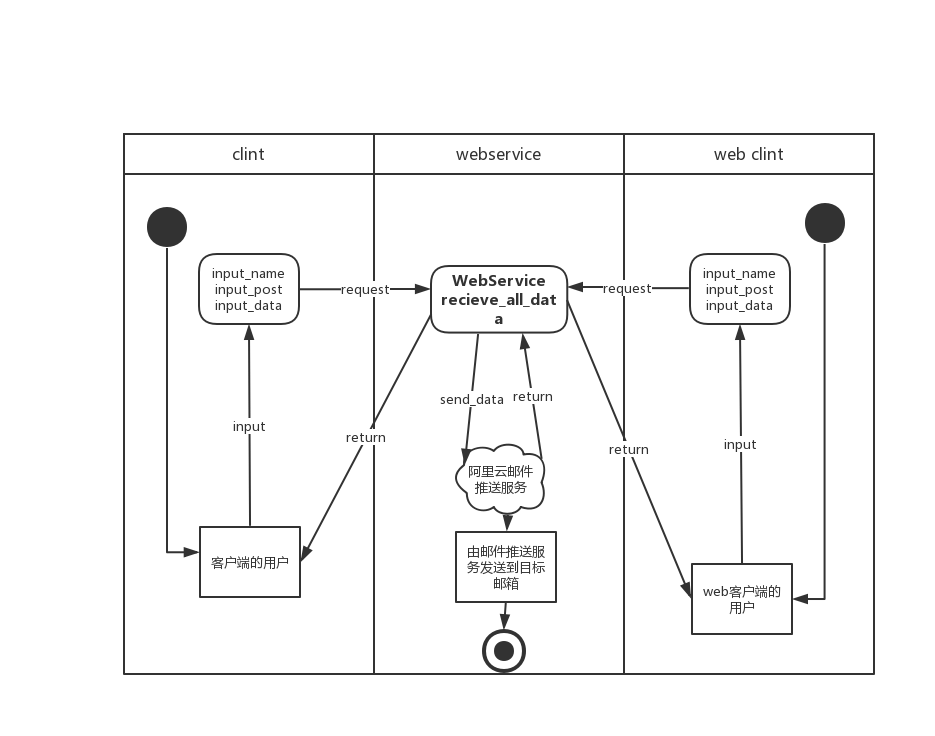 clint
webservice
web clint
input_name
input_post
input_data
request
WebService
recieve_all_dat
a
request
input_name
input_post
input_data
send_data
return
input
return
input
return
阿里云邮件
推送服务
客户端的用户
由邮件推送服
务发送到目标
邮箱
web客户端的
用户